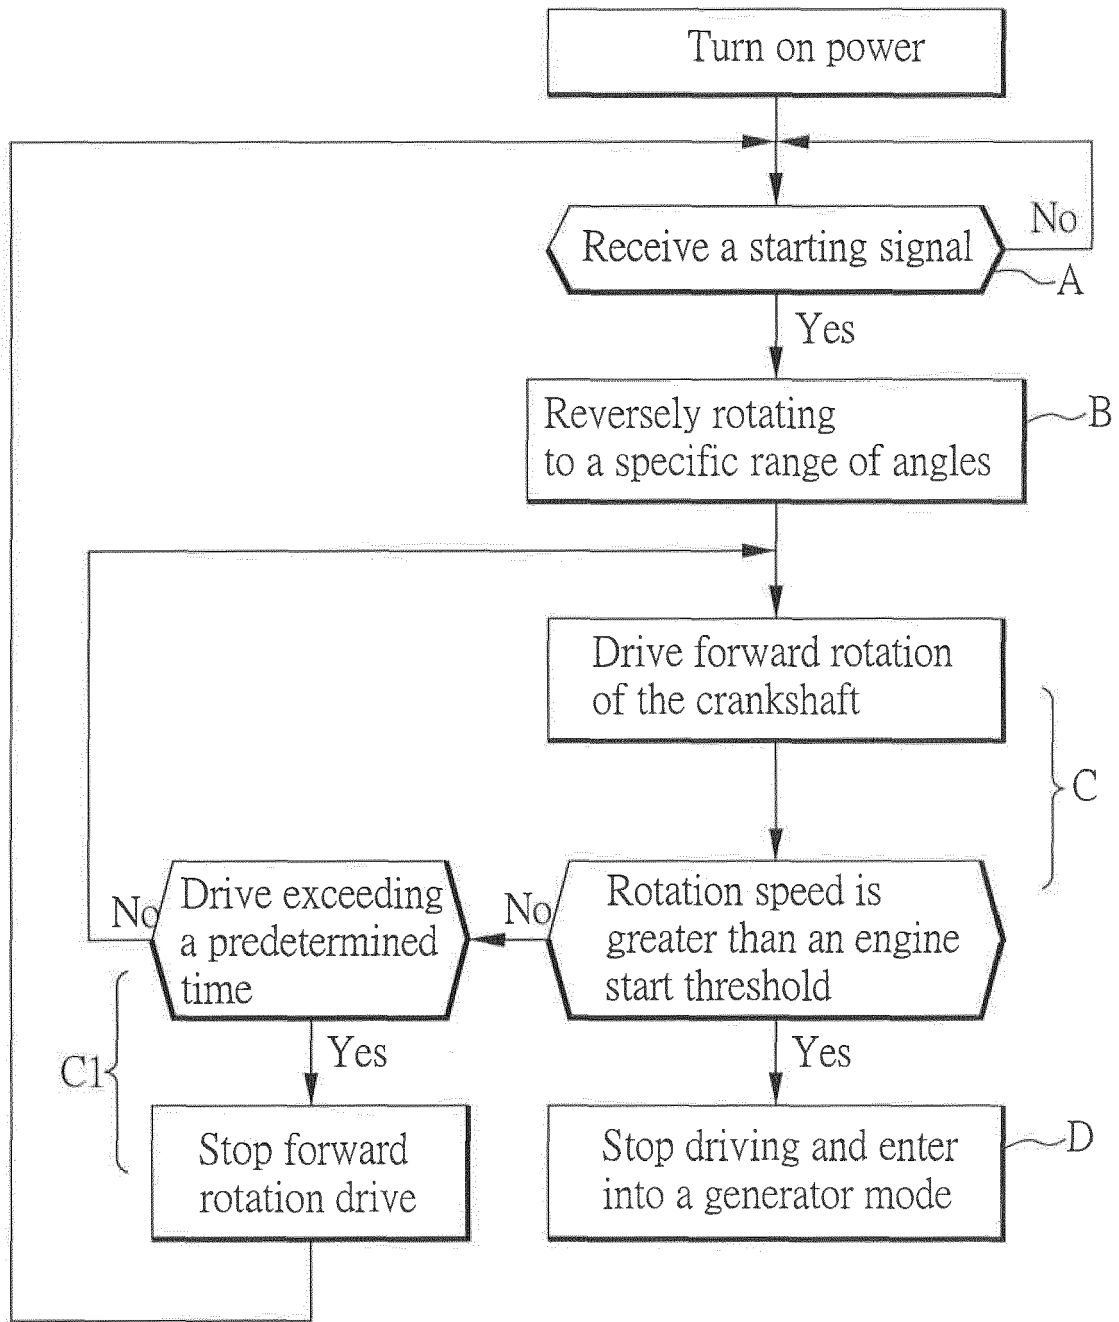 Turn on power
No
Receive a starting signal
A
Yes
Reversely rotating
to a specific range of angles
B
Drive forward rotation
of the crankshaft
C
Drive exceeding
a predetermined
time
No
No
Rotation speed is
greater than an engine
start threshold
C1
Yes
Yes
Stop forward
rotation drive
Stop driving and enter
into a generator mode
D